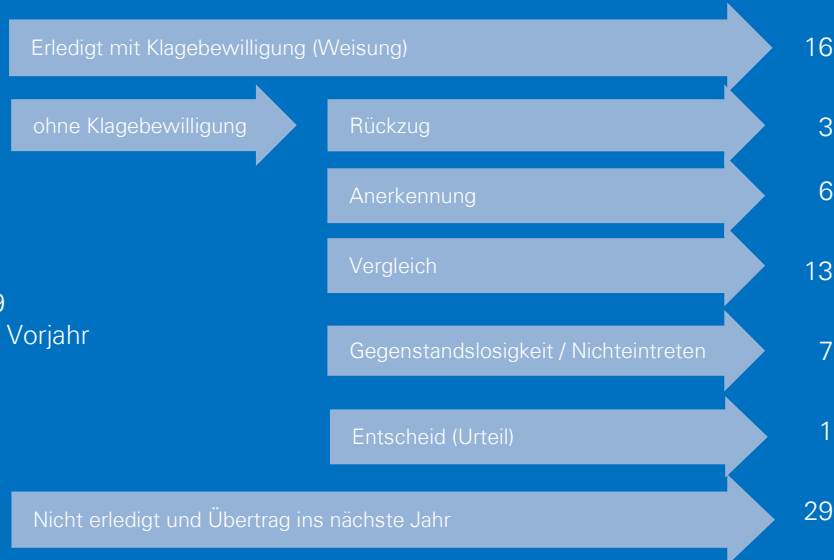 Erledigt mit Klagebewilligung (Weisung) 16
ohne Klagebewilligung Rückzug 3
Anerkennung 6
Vergleich 13
9
Vorjahr
Gegenstandslosigkeit / Nichteintreten 7
Entscheid (Urteil) 1
Nicht erledigt und Übertrag ins nächste Jahr 29